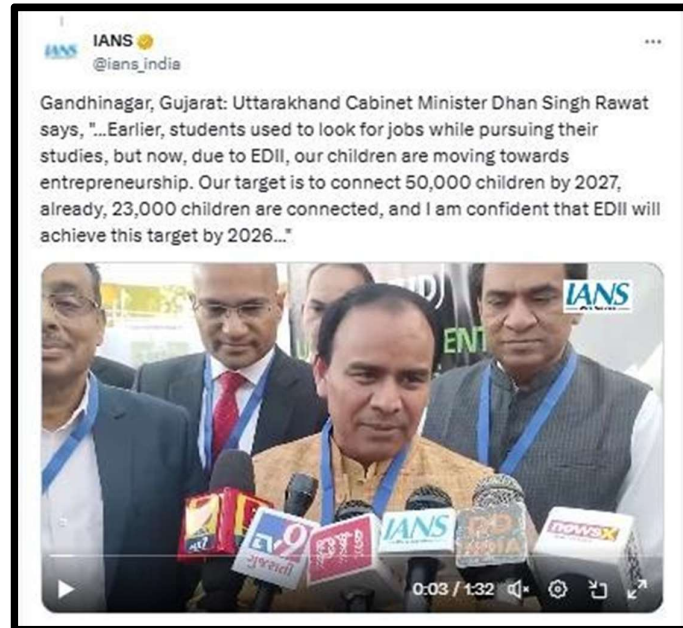 IANS
@ians_india
Gandhinagar, Gujarat: Uttarakhand Cabinet Minister Dhan Singh Rawat
says, "...Earlier, students used to look for jobs while pursuing their
studies, but now, due to EDII, our children are moving towards
entrepreneurship. Our target is to connect 50,000 children by 2027,
already, 23,000 children are connected, and I am confident that EDII will
achieve this target by 2026..."
IANS
ENT
TV9
ગુજરાતી
IANS
DD
INDIA
newsx
0:03 / 1:32